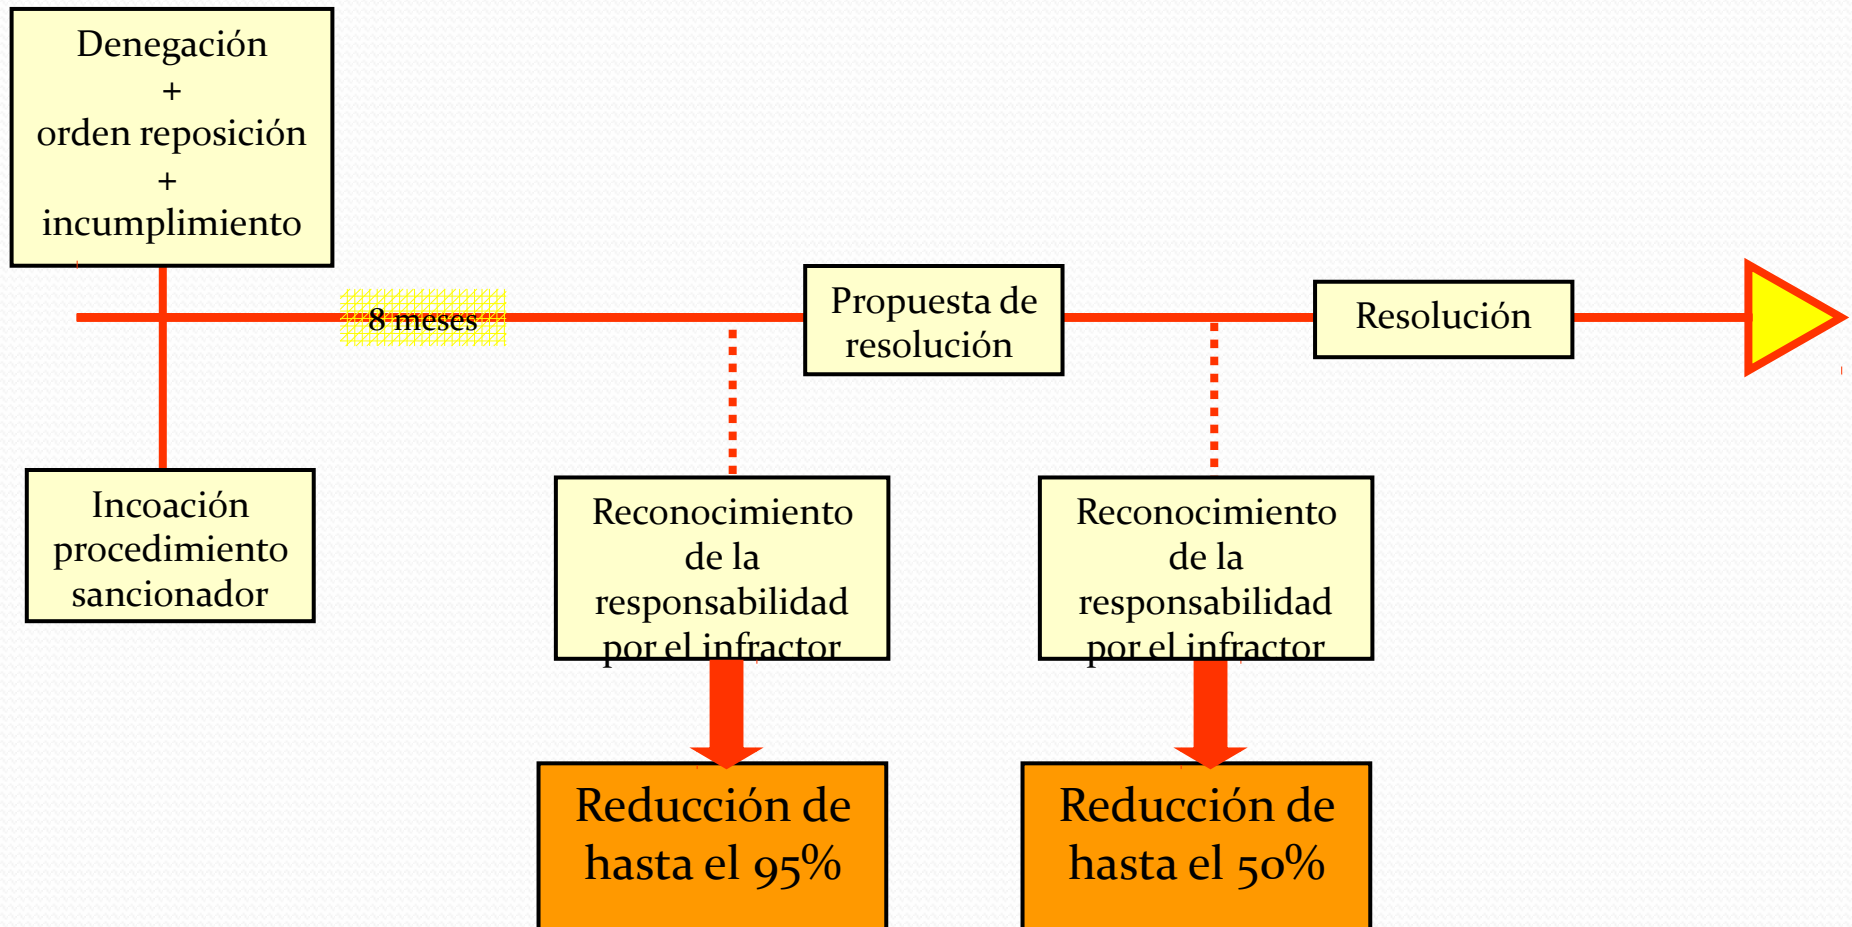 Denegación
+
orden reposición
+
incumplimiento
8 meses
Propuesta de
resolución
Resolución
Incoación
procedimiento
sancionador
Reconocimiento
de la
responsabilidad
por el infractor
Reconocimiento
de la
responsabilidad
por el infractor
Reducción de
hasta el 95%
Reducción de
hasta el 50%